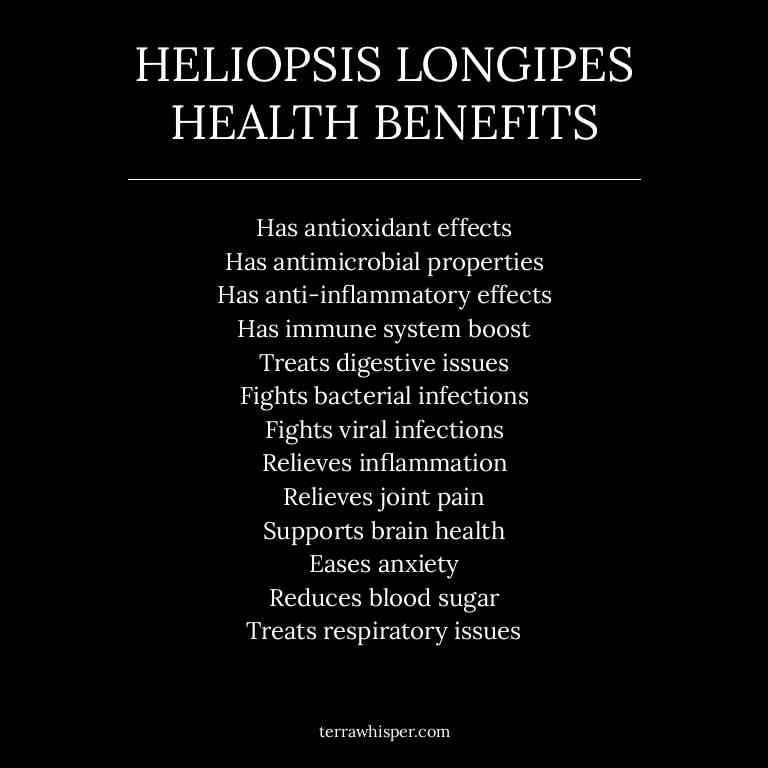 HELIOPSIS LONGIPES
HEALTH BENEFITS
Has antioxidant effects
Has antimicrobial properties
Has anti-inflammatory effects
Has immune system boost
Treats digestive issues
Fights bacterial infections
Fights viral infections
Relieves inflammation
Relieves joint pain
Supports brain health
Eases anxiety
Reduces blood sugar
Treats respiratory issues
terrawhisper.com